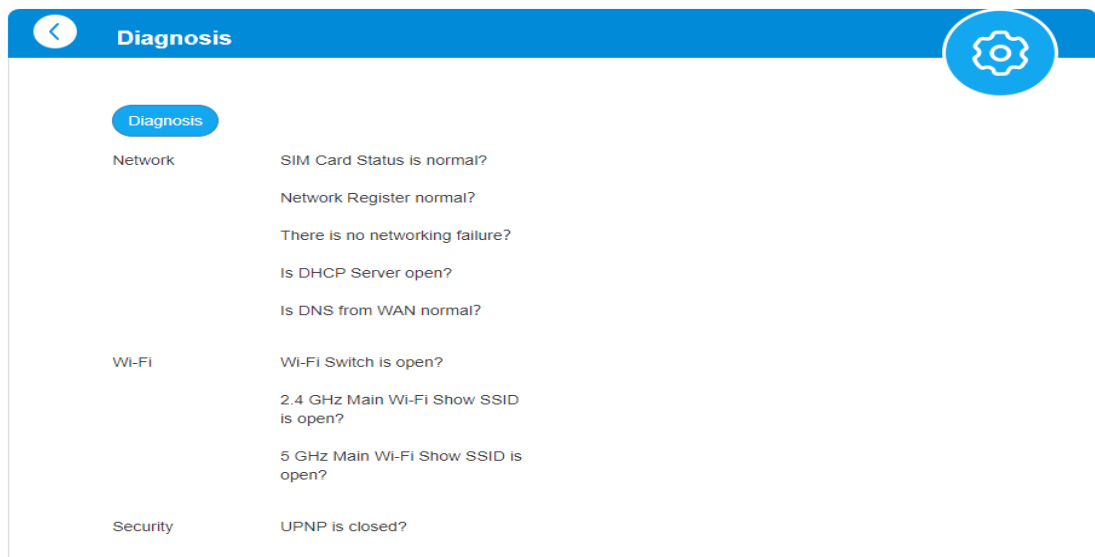 Diagnosis
Diagnosis
Network
SIM Card Status is normal?
Network Register normal?
There is no networking failure?
Is DHCP Server open?
Is DNS from WAN normal?
Wi-Fi
Wi-Fi Switch is open?
2.4 GHz Main Wi-Fi Show SSID
is open?
5 GHz Main Wi-Fi Show SSID is
open?
Security
UPNP is closed?